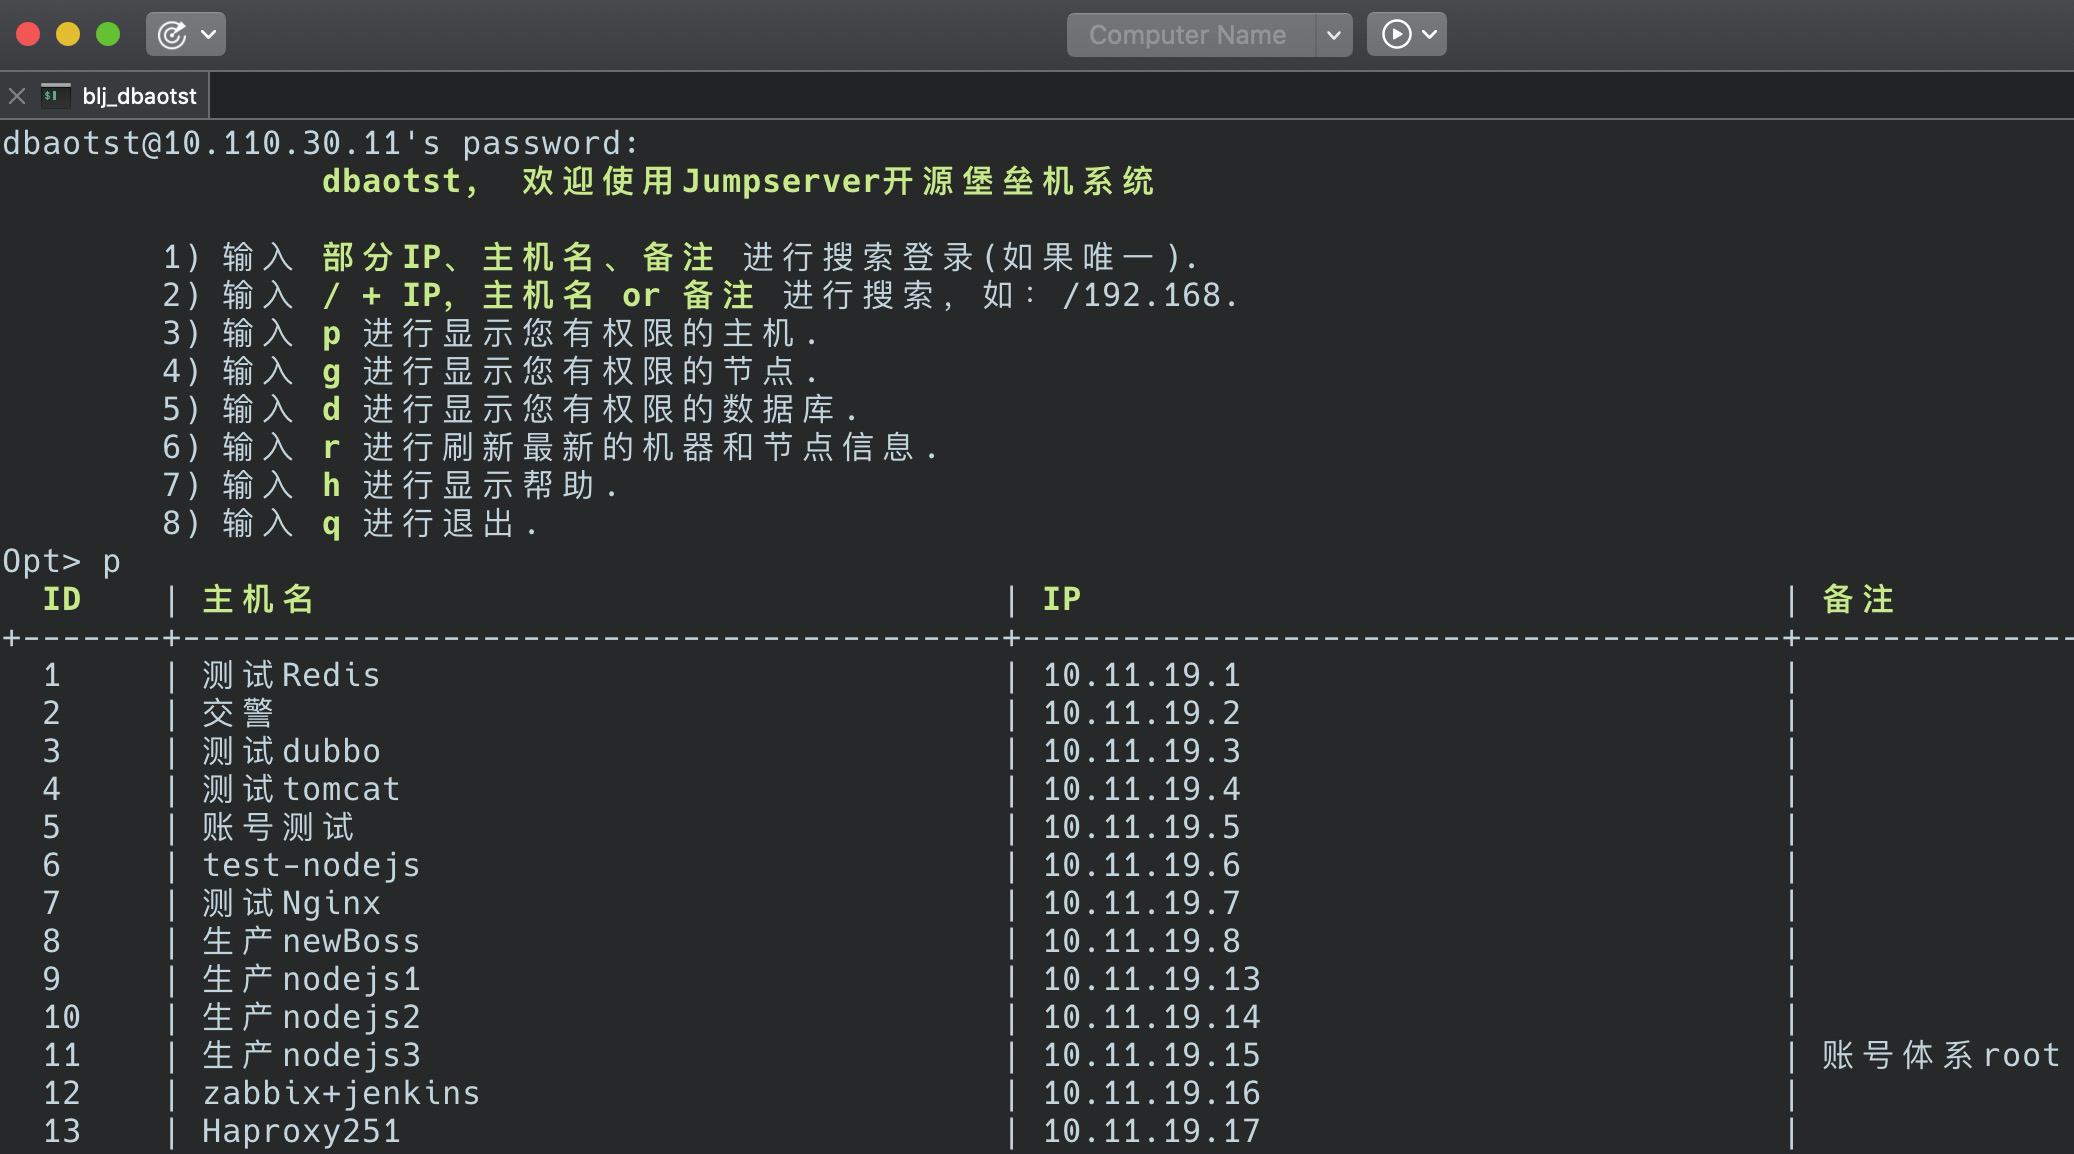 Computer Name
blj_dbaotst
dbaotst@10.110.30.11's password:
dbaotst, 欢迎使用Jumpserver开源堡垒机系统
1) 输入 部分IP、主机名、备注 进行搜索登录(如果唯一).
2) 输入 / + IP, 主机名 or 备注 进行搜索, 如: /192.168.
3) 输入 p 进行显示您有权限的主机.
4) 输入 g 进行显示您有权限的节点.
5) 输入 d 进行显示您有权限的数据库.
6) 输入 r 进行刷新最新的机器和节点信息.
7) 输入 h 进行显示帮助.
8) 输入 q 进行退出.
Opt> p
ID | 主机名 | IP | 备注
+-------+-----------------------------------------+--------------------------------------+--------------
1 | 测试Redis | 10.11.19.1 |
2 | 交警 | 10.11.19.2 |
3 | 测试dubbo | 10.11.19.3 |
4 | 测试tomcat | 10.11.19.4 |
5 | 账号测试 | 10.11.19.5 |
6 | test-nodejs | 10.11.19.6 |
7 | 测试Nginx | 10.11.19.7 |
8 | 生产newBoss | 10.11.19.8 |
9 | 生产nodejs1 | 10.11.19.13 |
10 | 生产nodejs2 | 10.11.19.14 |
11 | 生产nodejs3 | 10.11.19.15 | 账号体系root
12 | zabbix+jenkins | 10.11.19.16 |
13 | Haproxy251 | 10.11.19.17 |